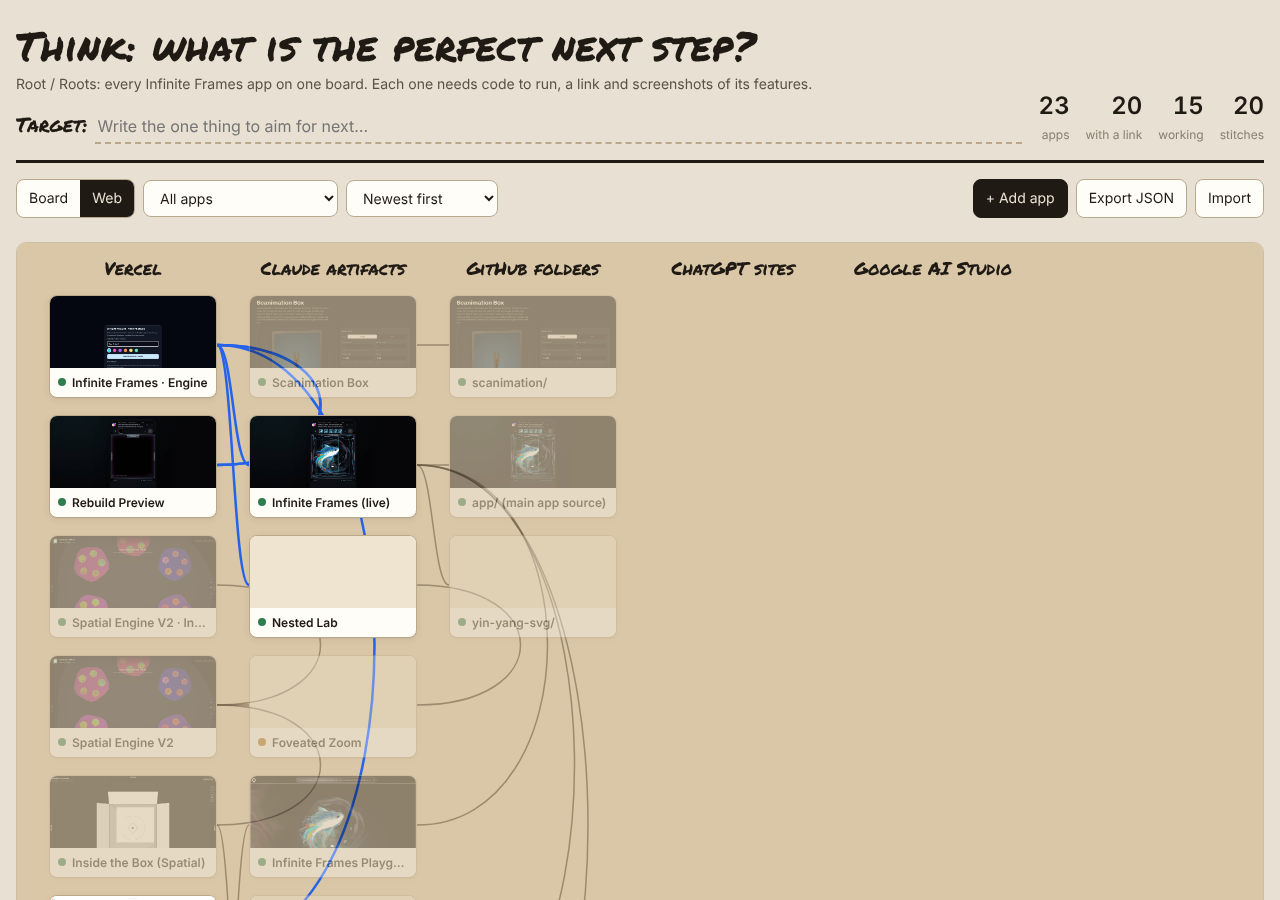 Think: what is the perfect next step?
Root / Roots: every Infinite Frames app on one board. Each one needs code to run, a link and screenshots of its features.
Target: Write the one thing to aim for next...
23 apps
20 with a link
15 working
20 stitches
Board Web All apps Newest first + Add app Export JSON Import
Vercel Claude artifacts GitHub folders ChatGPT sites Google AI Studio
Scanimation Box
Infinite Frames · Engine Scanimation Box scanimation/
Rebuild Preview Infinite Frames (live) app/ (main app source)
Spatial Engine V2 · In... Nested Lab yin-yang-svg/
Spatial Engine V2 Foveated Zoom
Inside the Box (Spatial) Infinite Frames Playg...